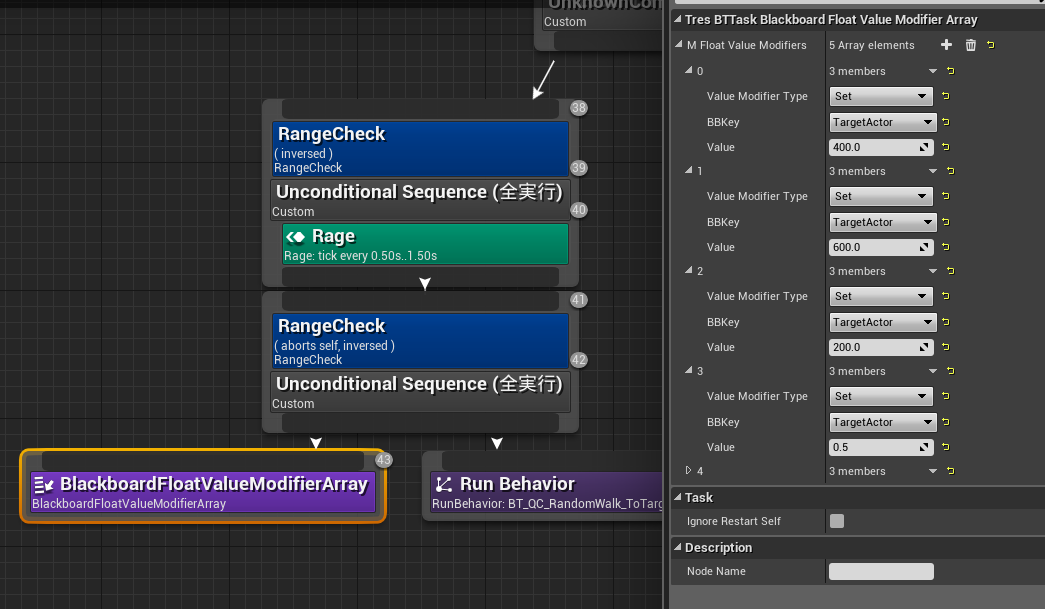 UnknownCon
Custom
38
RangeCheck
( inversed )
RangeCheck
39
Unconditional Sequence (全実行)
Custom
40
Rage
Rage: tick every 0.50s..1.50s
41
RangeCheck
( aborts self, inversed )
RangeCheck
42
Unconditional Sequence (全実行)
Custom
43
BlackboardFloatValueModifierArray
BlackboardFloatValueModifierArray
Run Behavior
RunBehavior: BT_QC_RandomWalk_ToTarg
Tres BTTask Blackboard Float Value Modifier Array
M Float Value Modifiers 5 Array elements
0 3 members
Value Modifier Type Set
BBKey TargetActor
Value 400.0
1 3 members
Value Modifier Type Set
BBKey TargetActor
Value 600.0
2 3 members
Value Modifier Type Set
BBKey TargetActor
Value 200.0
3 3 members
Value Modifier Type Set
BBKey TargetActor
Value 0.5
4 3 members
Task
Ignore Restart Self
Description
Node Name